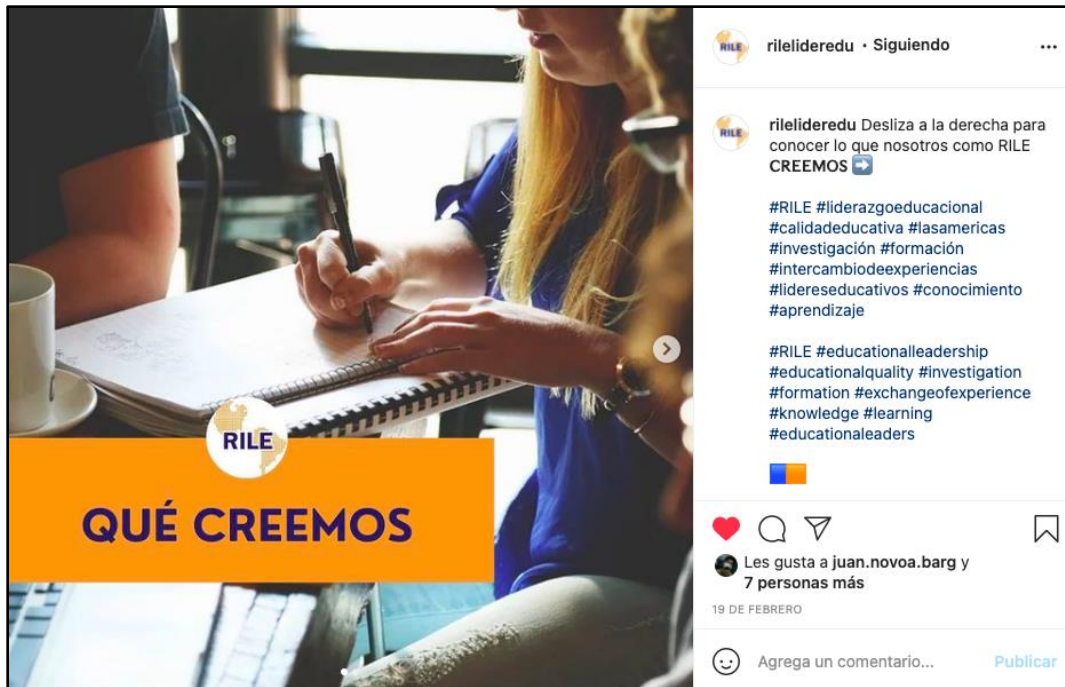 RILE
QUÉ CREEMOS
RILE
rilelideredu • Siguiendo
RILE
rilelideredu Desliza a la derecha para
conocer lo que nosotros como RILE
CREEMOS ➡️
#RILE #liderazgoeducacional
#calidadeducativa #lasamericas
#investigación #formación
#intercambiodeexperiencias
#lidereseducativos #conocimiento
#aprendizaje
#RILE #educationalleadership
#educationalquality #investigation
#formation #exchangeofexperience
#knowledge #learning
#educationaleaders
Les gusta a juan.novoa.barg y
7 personas más
19 DE FEBRERO
Agrega un comentario... Publicar